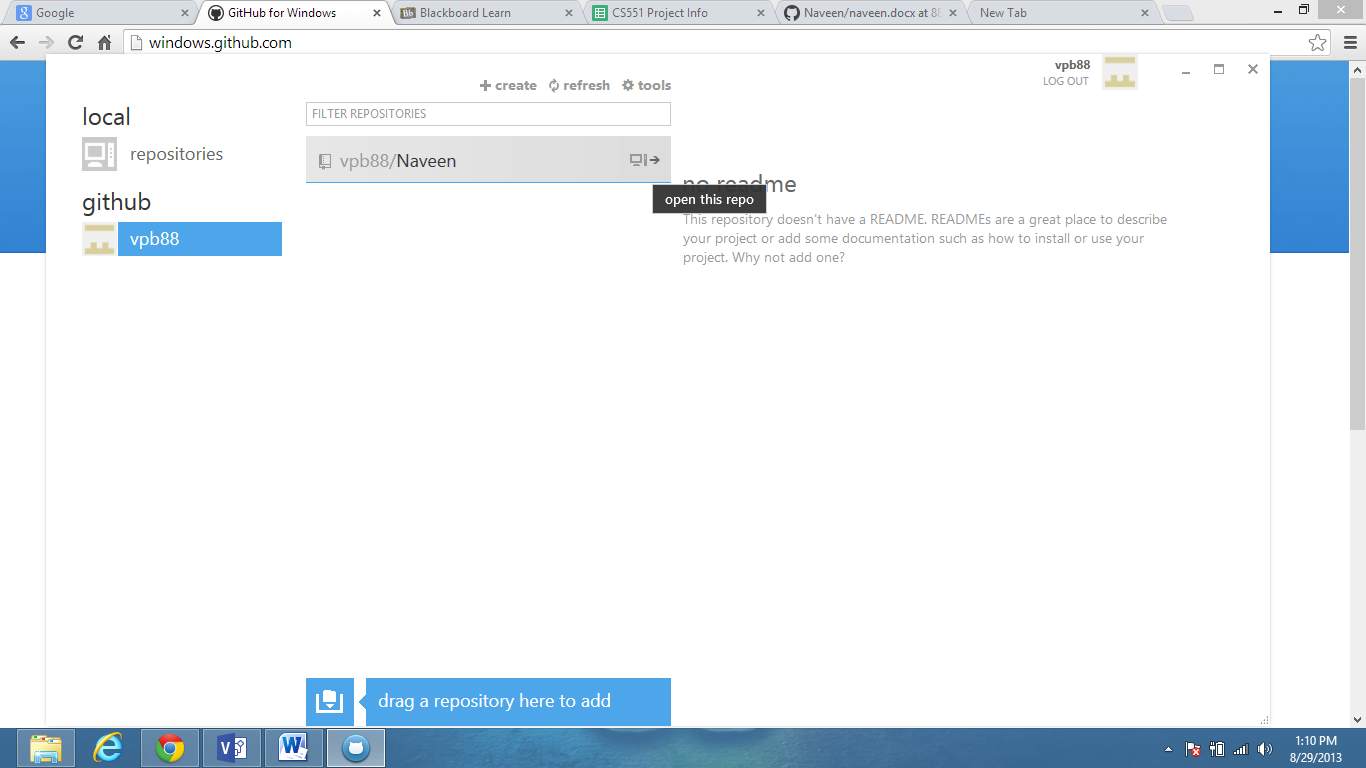 Google
GitHub for Windows
Blackboard Learn
CS551 Project Info
Naveen/naveen.docx at 88
New Tab
windows.github.com
vpb88
LOG OUT
create
refresh
tools
local
FILTER REPOSITORIES
repositories
vpb88/Naveen
github
vpb88
no readme
open this repo
This repository doesn't have a README. READMEs are a great place to describe
your project or add some documentation such as how to install or use your
project. Why not add one?
drag a repository here to add
1:10 PM
8/29/2013